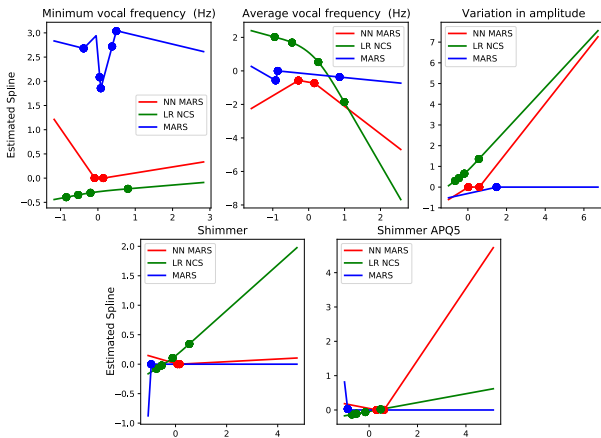 Minimum vocal frequency (Hz)
Average vocal frequency (Hz)
Variation in amplitude
Estimated Spline
3.0
2.5
2.0
1.5
1.0
0.5
0.0
−0.5
NN MARS
LR NCS
MARS
−1
0
1
2
2
0
−2
−4
−6
−8
NN MARS
LR NCS
MARS
−1
0
1
2
7
6
5
4
3
2
1
0
−1
NN MARS
LR NCS
MARS
0
2
4
6
Shimmer
Shimmer APQ5
Estimated Spline
2.0
1.5
1.0
0.5
0.0
−0.5
−1.0
NN MARS
LR NCS
MARS
0
2
4
4
3
2
1
0
NN MARS
LR NCS
MARS
0
2
4